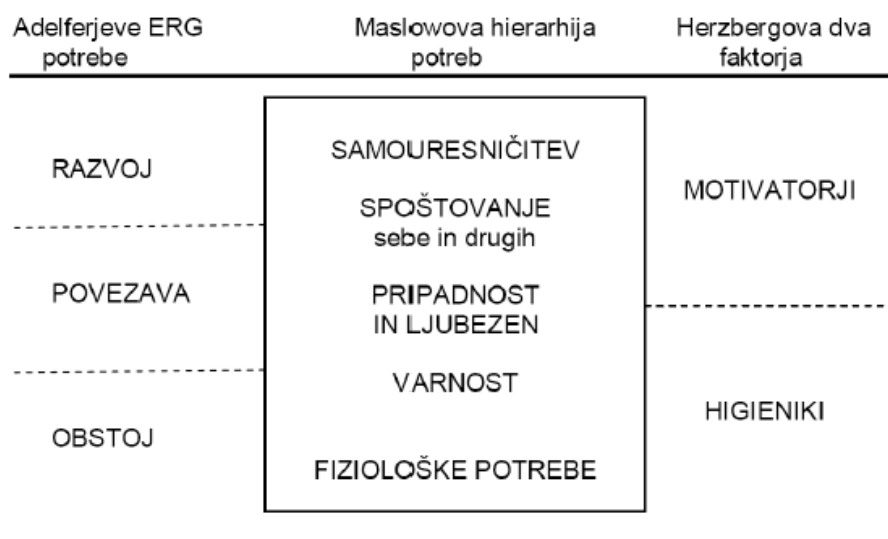 Adelferjeve ERG
potrebe
Maslowova hierarhija
potreb
Herzbergova dva
faktorja
RAZVOJ
POVEZAVA
OBSTOJ
SAMOURESNIČITEV
SPOŠTOVANJE
sebe in drugih
PRIPADNOST
IN LJUBEZEN
VARNOST
FIZIOLOŠKE POTREBE
MOTIVATORJI
HIGIENIKI